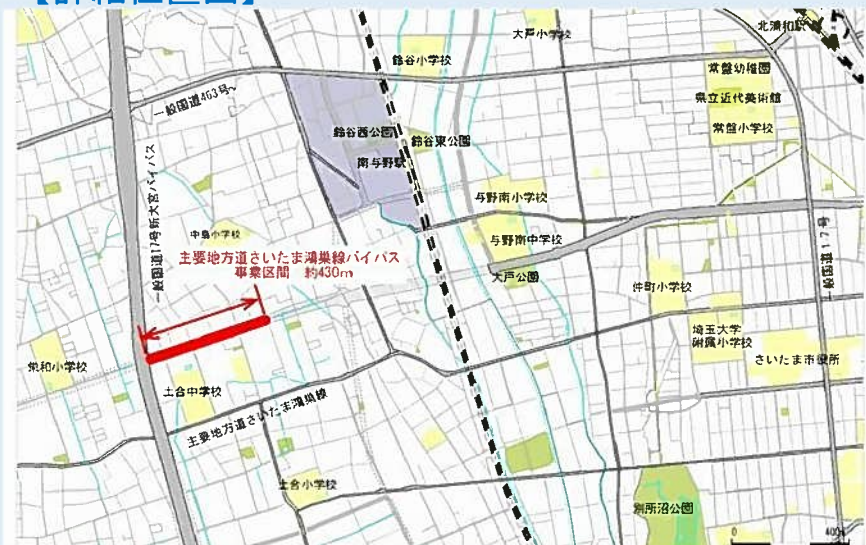 大戸小学校
北浦和駅
鈴谷小学校
常盤幼稚園
一般国道463号
県立近代美術館
常盤小学校
鈴谷西公園
鈴谷東公園
南与野駅
一般国道17号新大宮バイパス
与野南小学校
中島小学校
与野南中学校
主要地方道さいたま鴻巣線バイパス
事業区間 約430m
大戸公園
一般国道17号
仲町小学校
埼玉大学
附属小学校
栄和小学校
さいたま市役所
土合中学校
主要地方道さいたま鴻巣線
土合小学校
別所沼公園
0